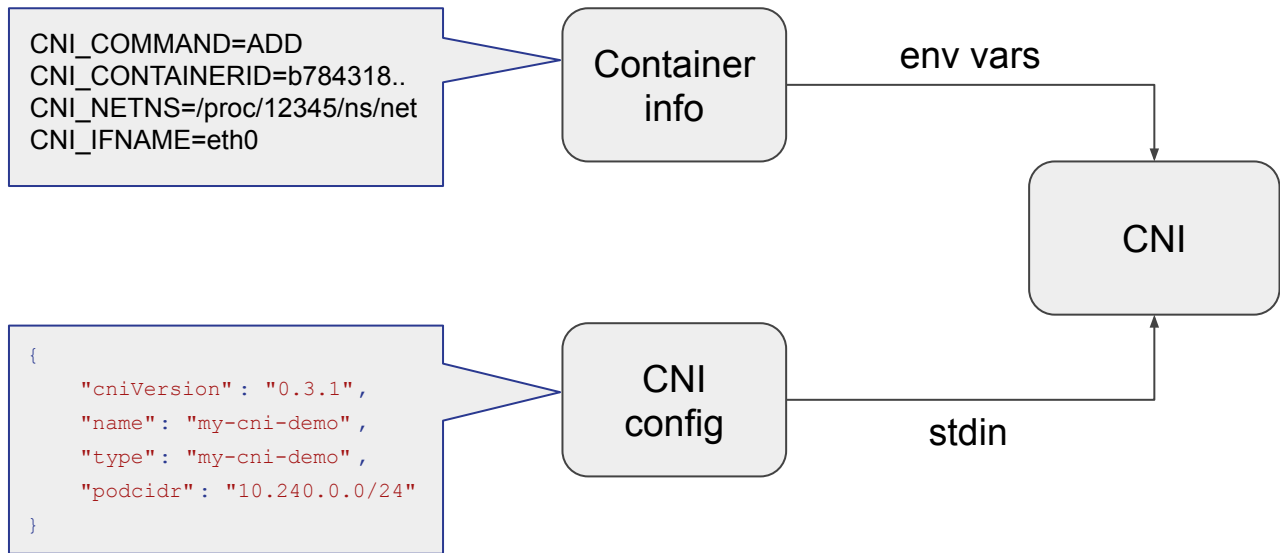 CNI_COMMAND=ADD
CNI_CONTAINERID=b784318..
CNI_NETNS=/proc/12345/ns/net
CNI_IFNAME=eth0
Container
info
env vars
CNI
{
"cniVersion": "0.3.1",
"name": "my-cni-demo",
"type": "my-cni-demo",
"podcidr": "10.240.0.0/24"
}
CNI
config
stdin